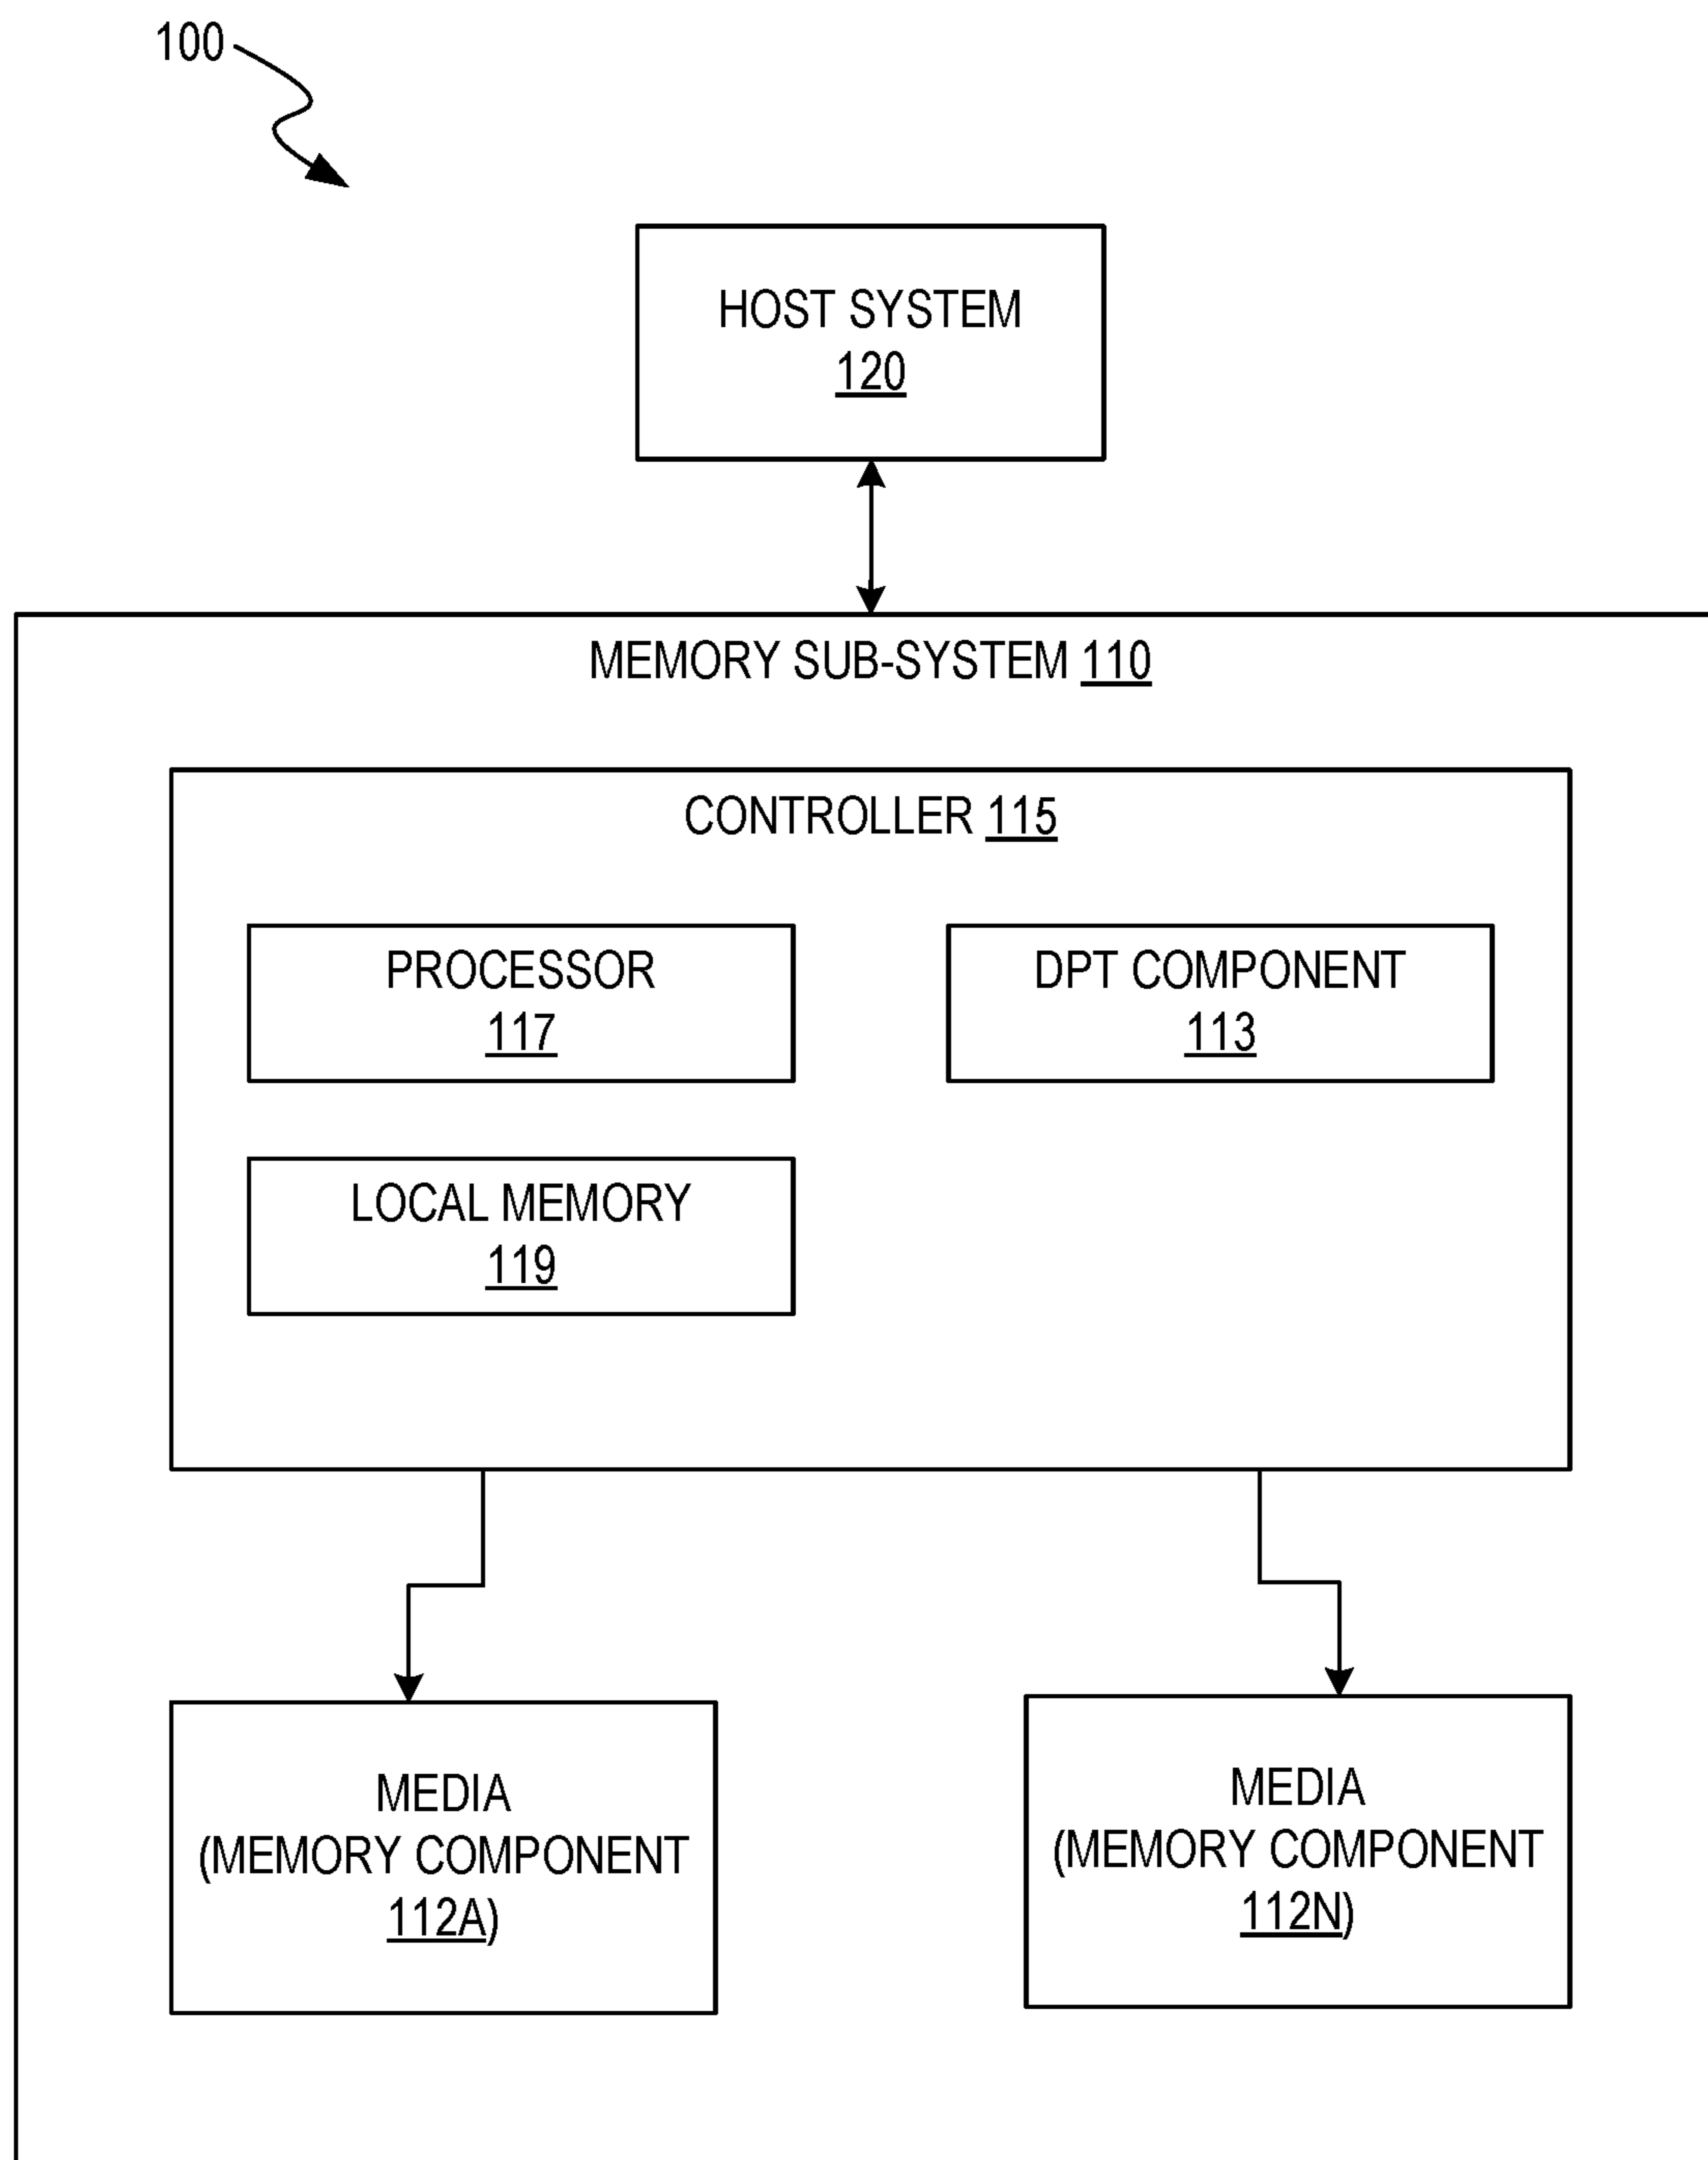 100
HOST SYSTEM
120
MEMORY SUB-SYSTEM 110
CONTROLLER 115
PROCESSOR
117
DPT COMPONENT
113
LOCAL MEMORY
119
MEDIA
(MEMORY COMPONENT
112A)
MEDIA
(MEMORY COMPONENT
112N)